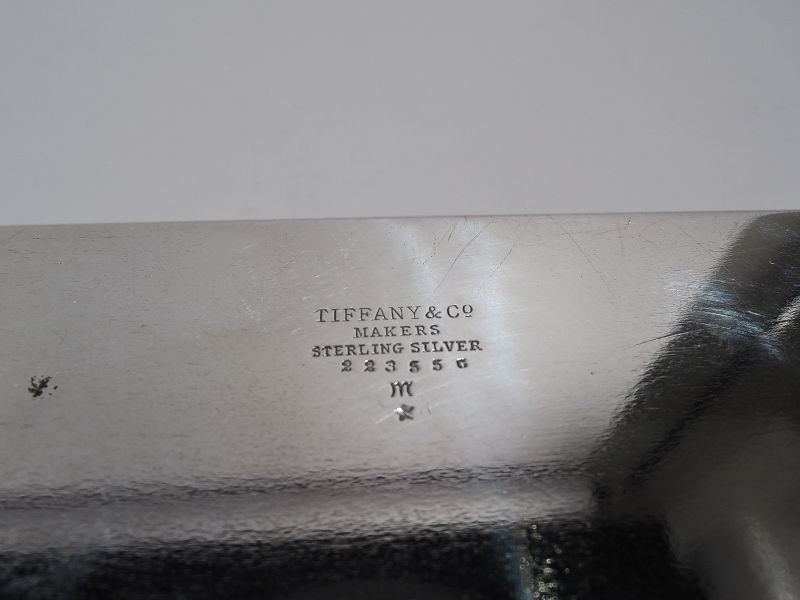 TIFFANY & Co
MAKERS
STERLING SILVER
223556
m